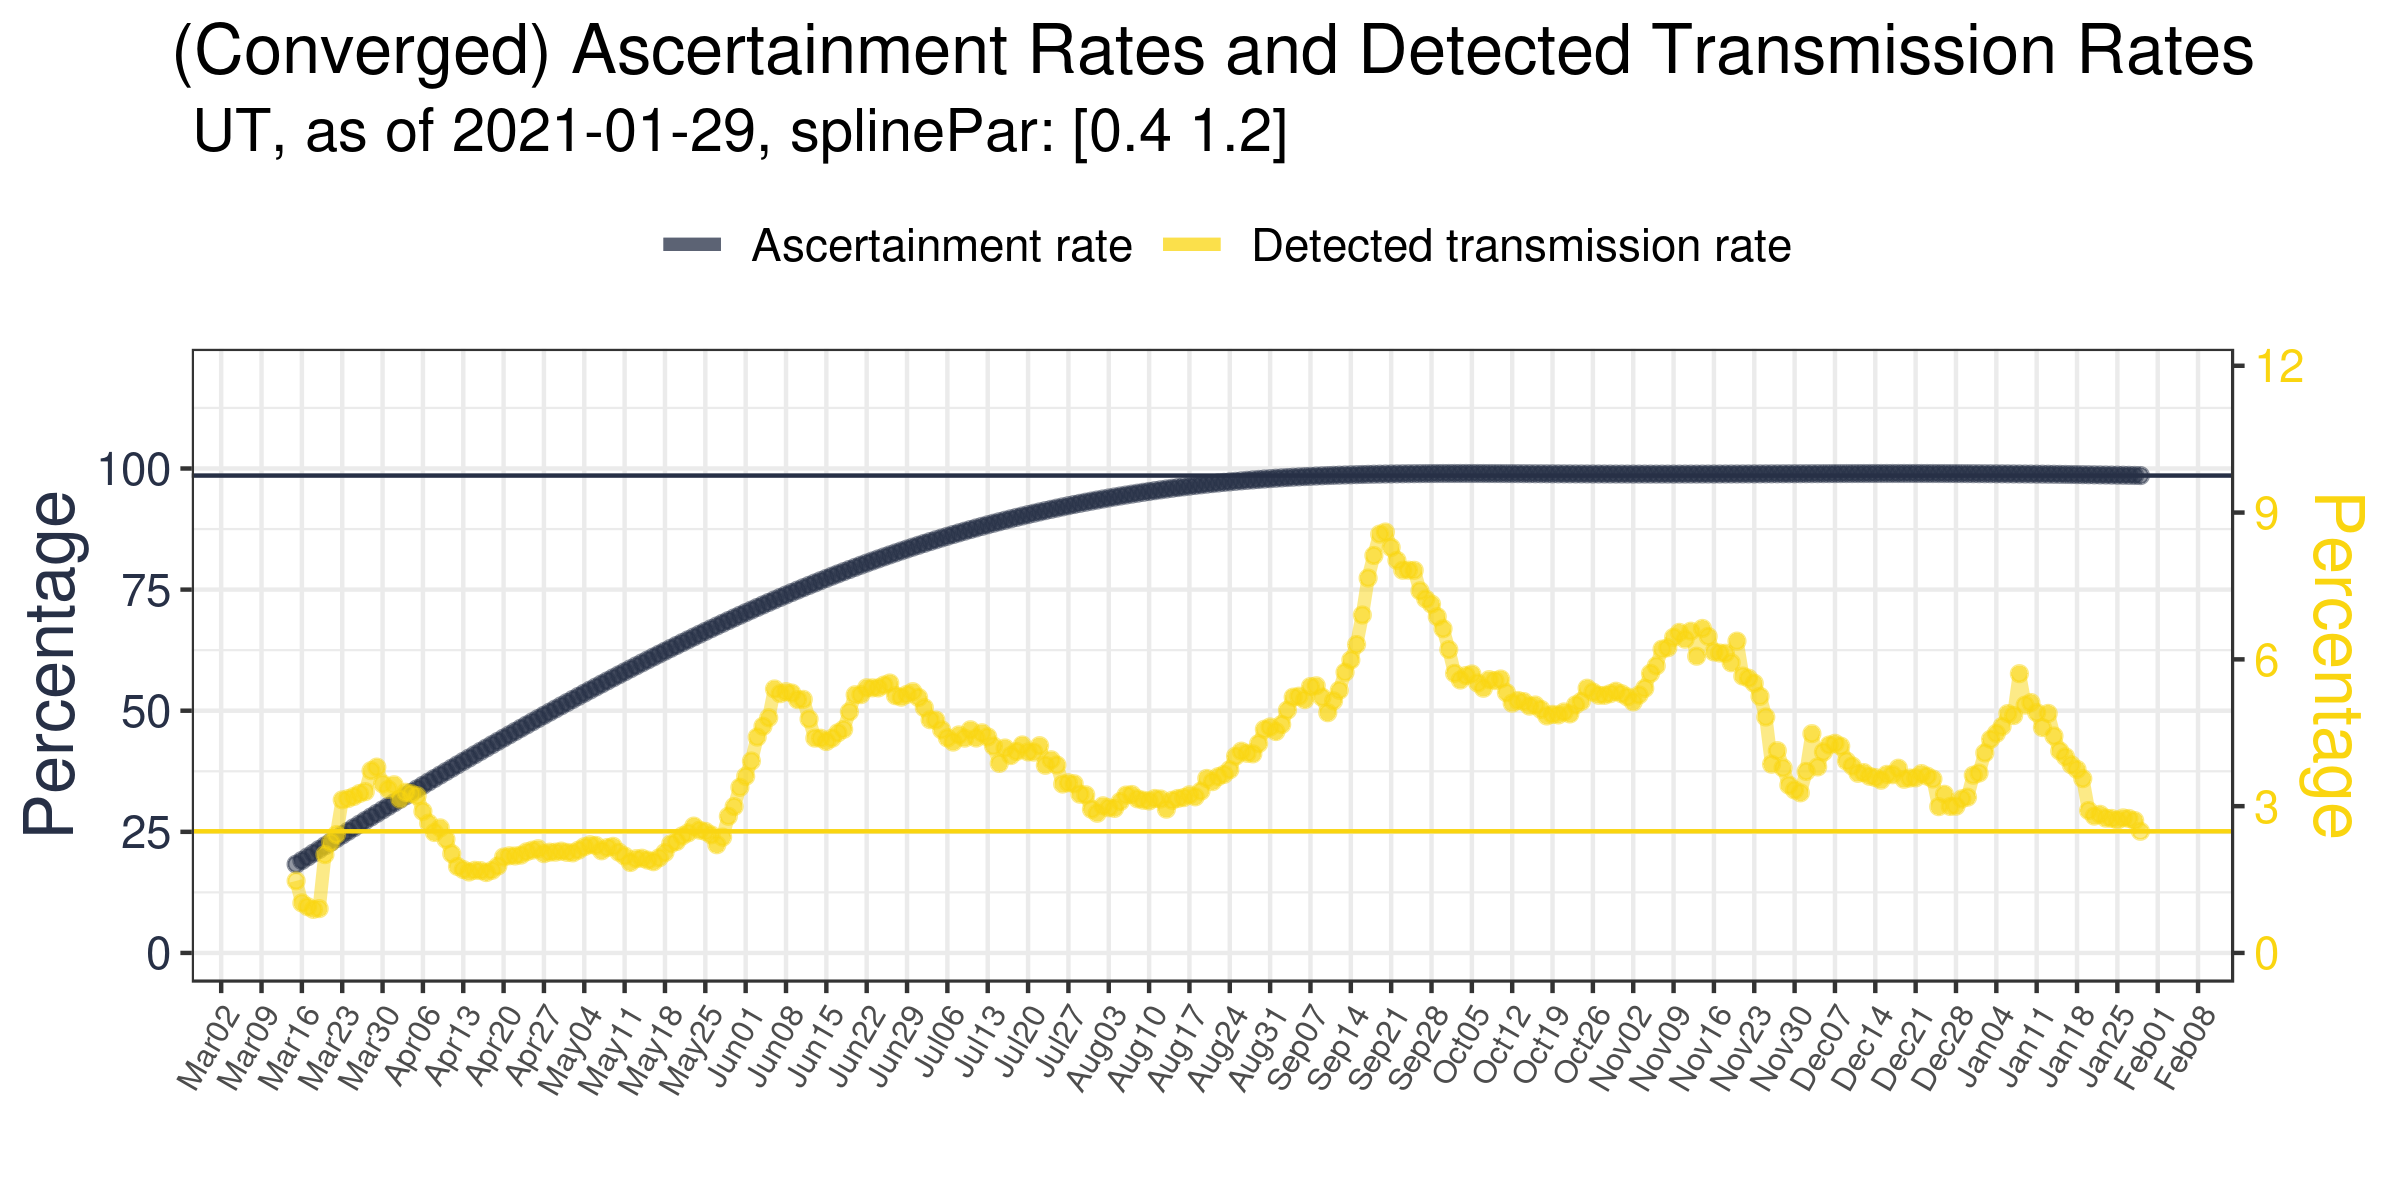 (Converged) Ascertainment Rates and Detected Transmission Rates
UT, as of 2021-01-29, splinePar: [0.4 1.2]
Ascertainment rate
Detected transmission rate
Percentage
100
75
50
25
0
12
9
6
3
0
Percentage
Mar02
Mar09
Mar16
Mar23
Mar30
Apr06
Apr13
Apr20
Apr27
May04
May11
May18
May25
Jun01
Jun08
Jun15
Jun22
Jun29
Jul06
Jul13
Jul20
Jul27
Aug03
Aug10
Aug17
Aug24
Aug31
Sep07
Sep14
Sep21
Sep28
Oct05
Oct12
Oct19
Oct26
Nov02
Nov09
Nov16
Nov23
Nov30
Dec07
Dec14
Dec21
Dec28
Jan04
Jan11
Jan18
Jan25
Feb01
Feb08